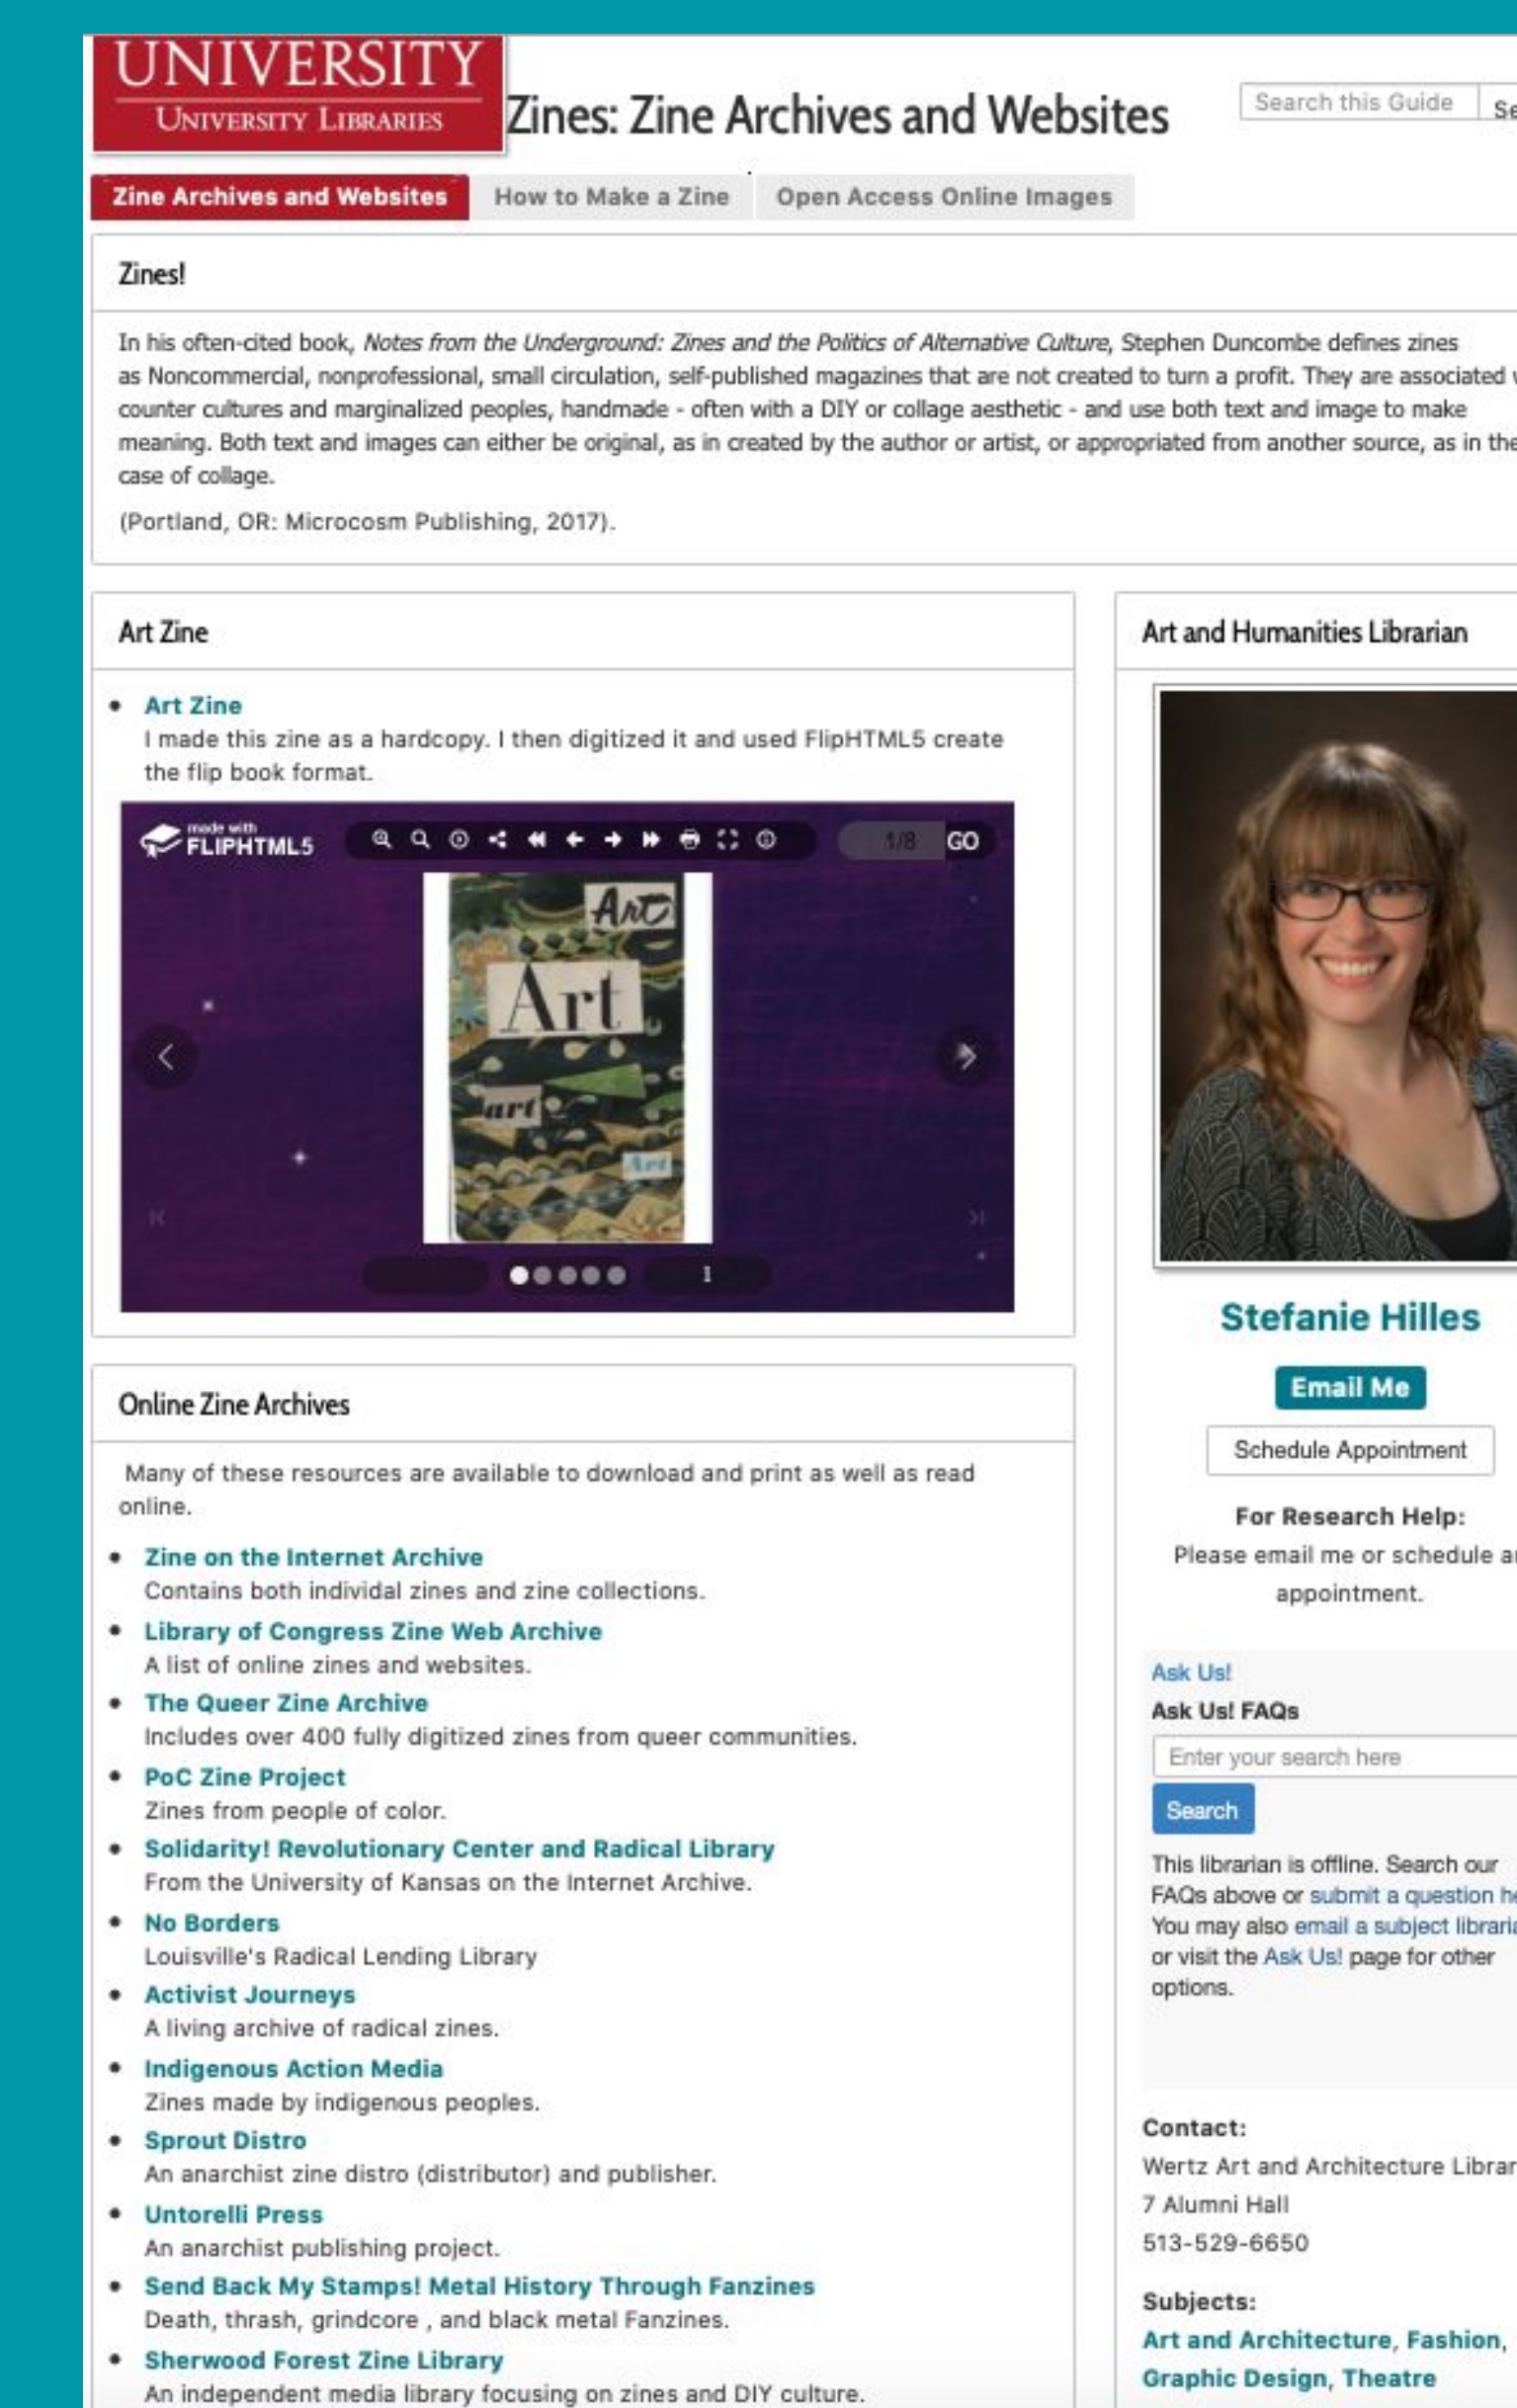 UNIVERSITY
UNIVERSITY LIBRARIES
Zines: Zine Archives and Websites
Search this Guide
Zine Archives and Websites
How to Make a Zine
Open Access Online Images
Zines!
In his often-cited book, Notes from the Underground: Zines and the Politics of Alternative Culture, Stephen Duncombe defines zines
as Noncommercial, nonprofessional, small circulation, self-published magazines that are not created to turn a profit. They are associated
counter cultures and marginalized peoples, handmade - often with a DIY or collage aesthetic - and use both text and image to make
meaning. Both text and images can either be original, as in created by the author or artist, or appropriated from another source, as in the
case of collage.
(Portland, OR: Microcosm Publishing, 2017).
Art Zine
Art Zine
I made this zine as a hardcopy. I then digitized it and used FlipHTML5 create
the flip book format.
made with
FLIPHTML5
1/8
GO
Art
Art
art
Art
1
Online Zine Archives
Many of these resources are available to download and print as well as read
online.
Zine on the Internet Archive
Contains both individal zines and zine collections.
Library of Congress Zine Web Archive
A list of online zines and websites.
The Queer Zine Archive
Includes over 400 fully digitized zines from queer communities.
PoC Zine Project
Zines from people of color.
Solidarity! Revolutionary Center and Radical Library
From the University of Kansas on the Internet Archive.
No Borders
Louisville's Radical Lending Library
Activist Journeys
A living archive of radical zines.
Indigenous Action Media
Zines made by indigenous peoples.
Sprout Distro
An anarchist zine distro (distributor) and publisher.
Untorelli Press
An anarchist publishing project.
Send Back My Stamps! Metal History Through Fanzines
Death, thrash, grindcore , and black metal Fanzines.
Sherwood Forest Zine Library
An independent media library focusing on zines and DIY culture.
Art and Humanities Librarian
Stefanie Hilles
Email Me
Schedule Appointment
For Research Help:
Please email me or schedule
appointment.
Ask Us!
Ask Us! FAQs
Enter your search here
Search
This librarian is offline. Search our
FAQs above or submit a question
You may also email a subject
or visit the Ask Us! page for other
options.
Contact:
Wertz Art and Architecture
7 Alumni Hall
513-529-6650
Subjects:
Art and Architecture, Fashion,
Graphic Design, Theatre